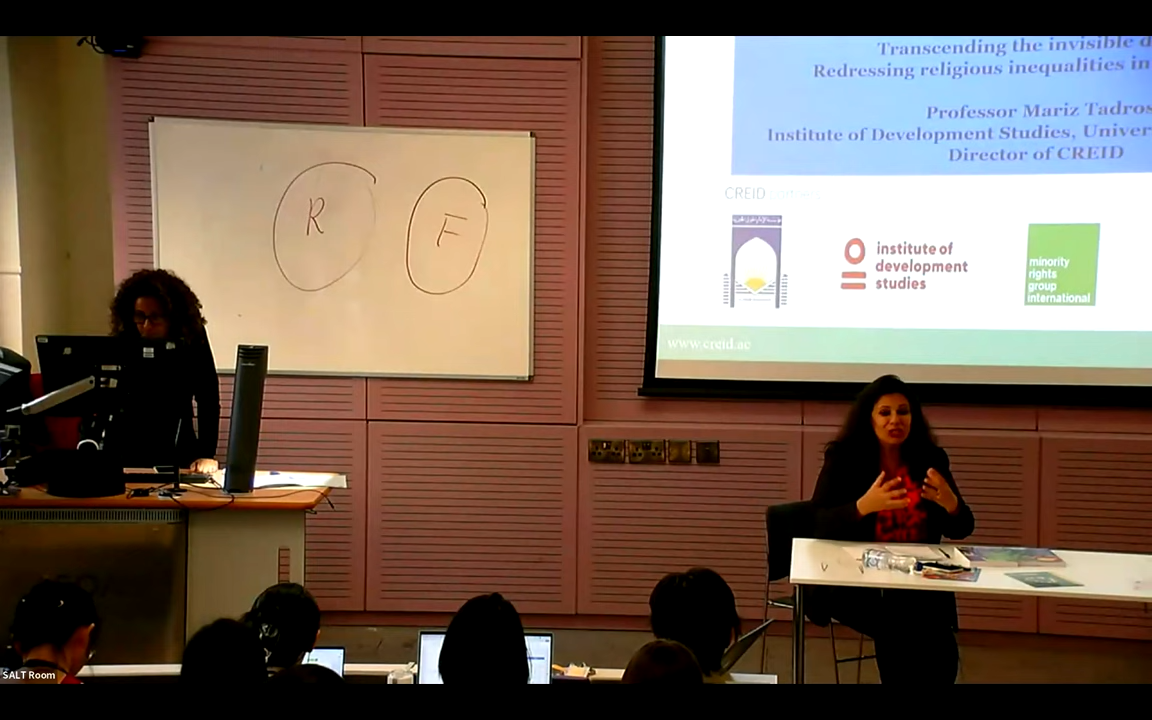 Transcending the invisible
Redressing religious inequalities in
Professor Mariz Tadros
Institute of Development Studies,
Director of CREID
R
F
CREID
institute of
development
studies
minority
rights
group
international
www.creid.ac
SALT Room